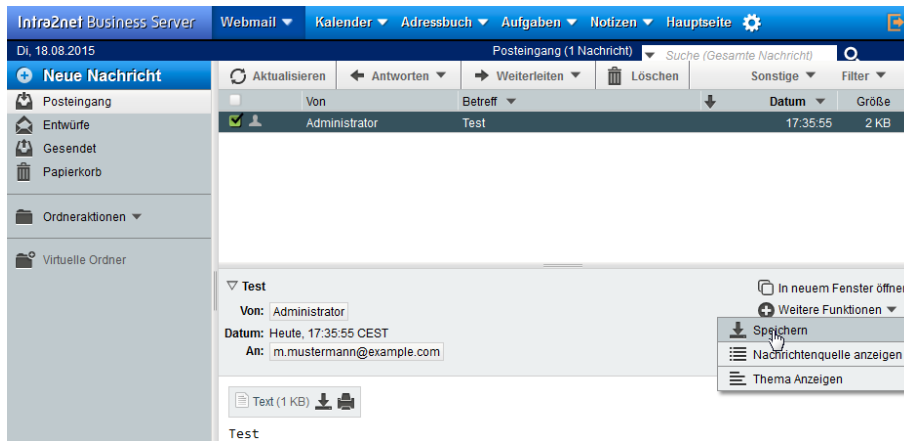 Intra2net Business Server Webmail Kalender Adressbuch Aufgaben Notizen Hauptseite
Di, 18.08.2015 Posteingang (1 Nachricht) Suche (Gesamte Nachricht)
Neue Nachricht Aktualisieren Antworten Weiterleiten Löschen Sonstige Filter
Posteingang Von Betreff Datum Größe
Entwürfe Administrator Test 17:35:55 2 KB
Gesendet
Papierkorb
Ordneraktionen
Virtuelle Ordner
Test In neuem Fenster öffner
Von: Administrator Weitere Funktionen
Datum: Heute, 17:35:55 CEST Speichern
An: m.mustermann@example.com Nachrichtenquelle anzeigen
Thema Anzeigen
Text (1 KB)
Test